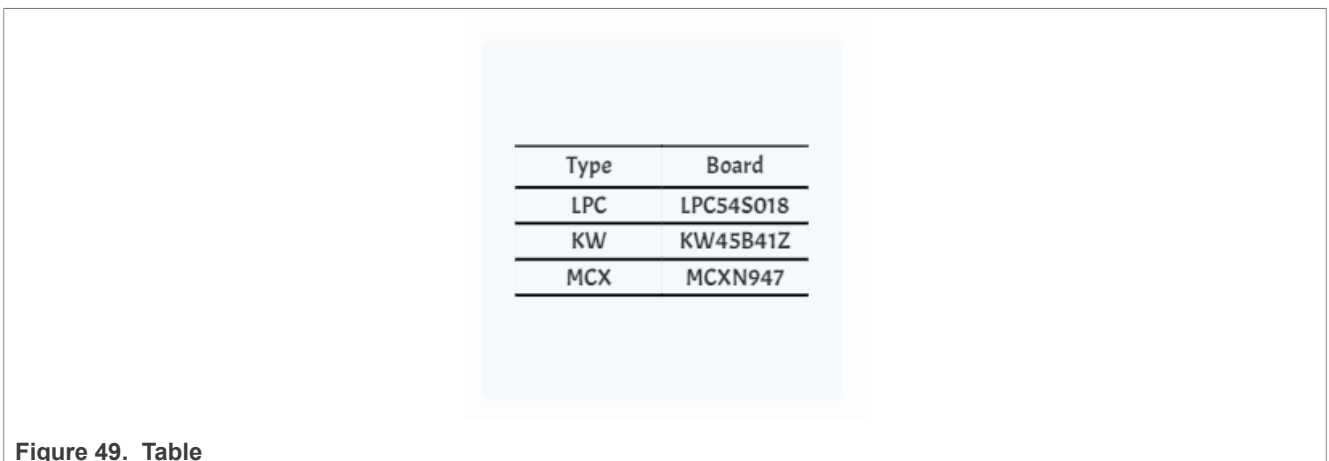 Type Board
LPC LPC54S018
KW KW45B41Z
MCX MCXN947
Figure 49. Table